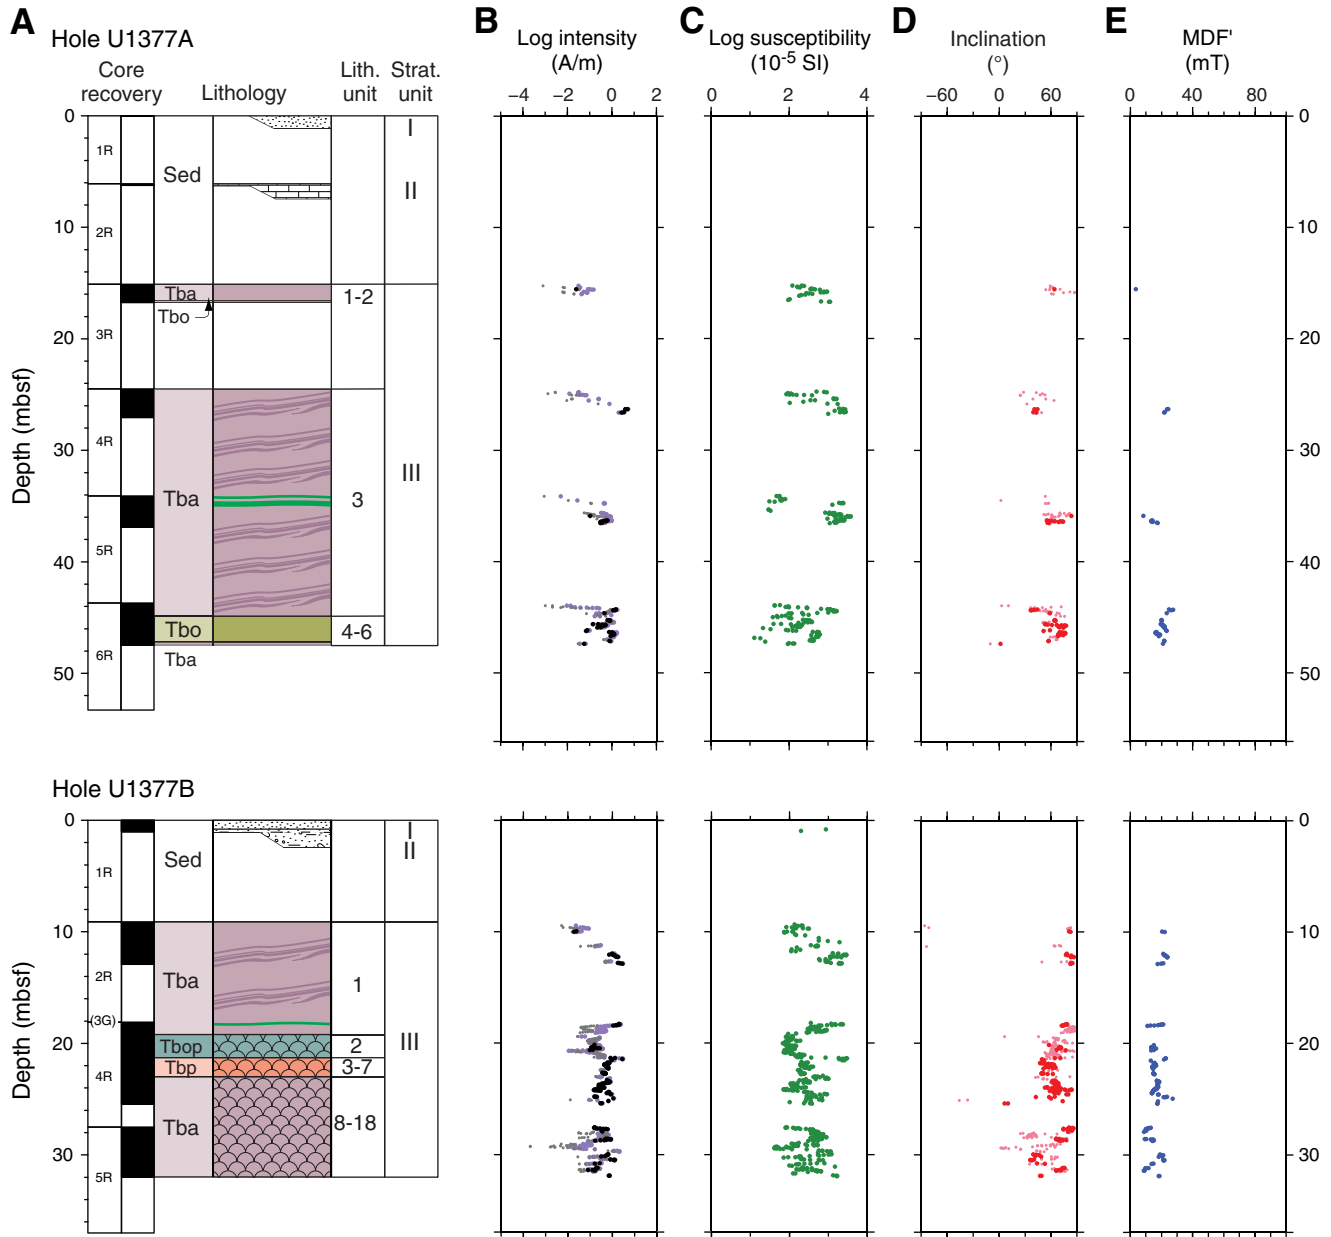 A Hole U1377A
Core recovery
Lithology
Lith. unit
Strat. unit
B
Log intensity
(A/m)
−4 −2 0 2
C
Log susceptibility
(10-5 SI)
0 2 4
D
Inclination
(°)
−60 0 60
E
MDF'
(mT)
0 40 80
Depth (mbsf)
0
10
20
30
40
50
1R
2R
3R
4R
5R
6R
Sed
Tba
Tbo
Tba
Tbo
Tba
1-2
3
4-6
I
II
III
0
10
20
30
40
50
Hole U1377B
Depth (mbsf)
0
10
20
30
1R
2R
(3G)
4R
5R
Sed
Tba
Tbop
Tbp
Tba
1
2
3-7
8-18
I
II
III
0
10
20
30